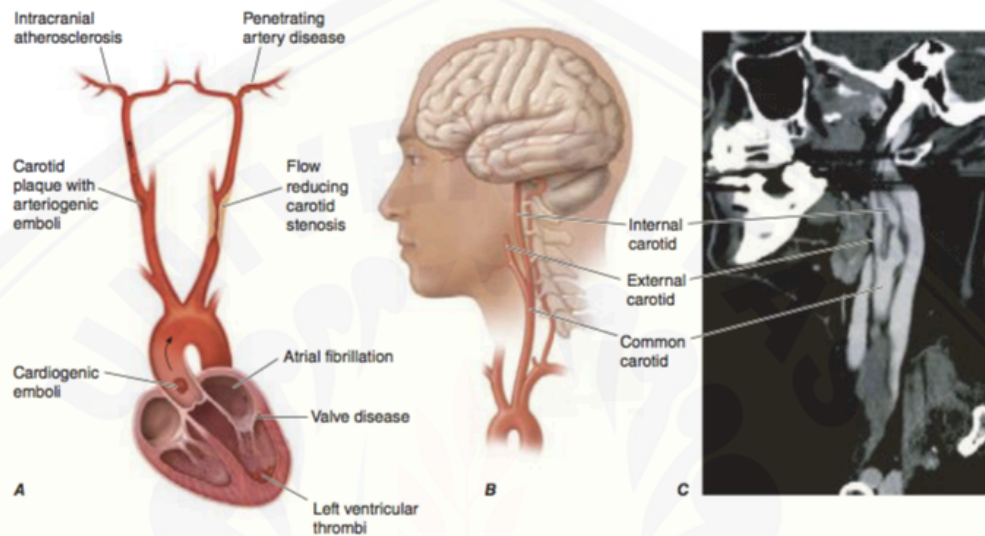 Intracranial
atherosclerosis
Penetrating
artery disease
Carotid
plaque with
arteriogenic
emboli
Flow
reducing
carotid
stenosis
Cardiogenic
emboli
Atrial fibrillation
Valve disease
Left ventricular
thrombi
A
Internal
carotid
External
carotid
Common
carotid
B
C